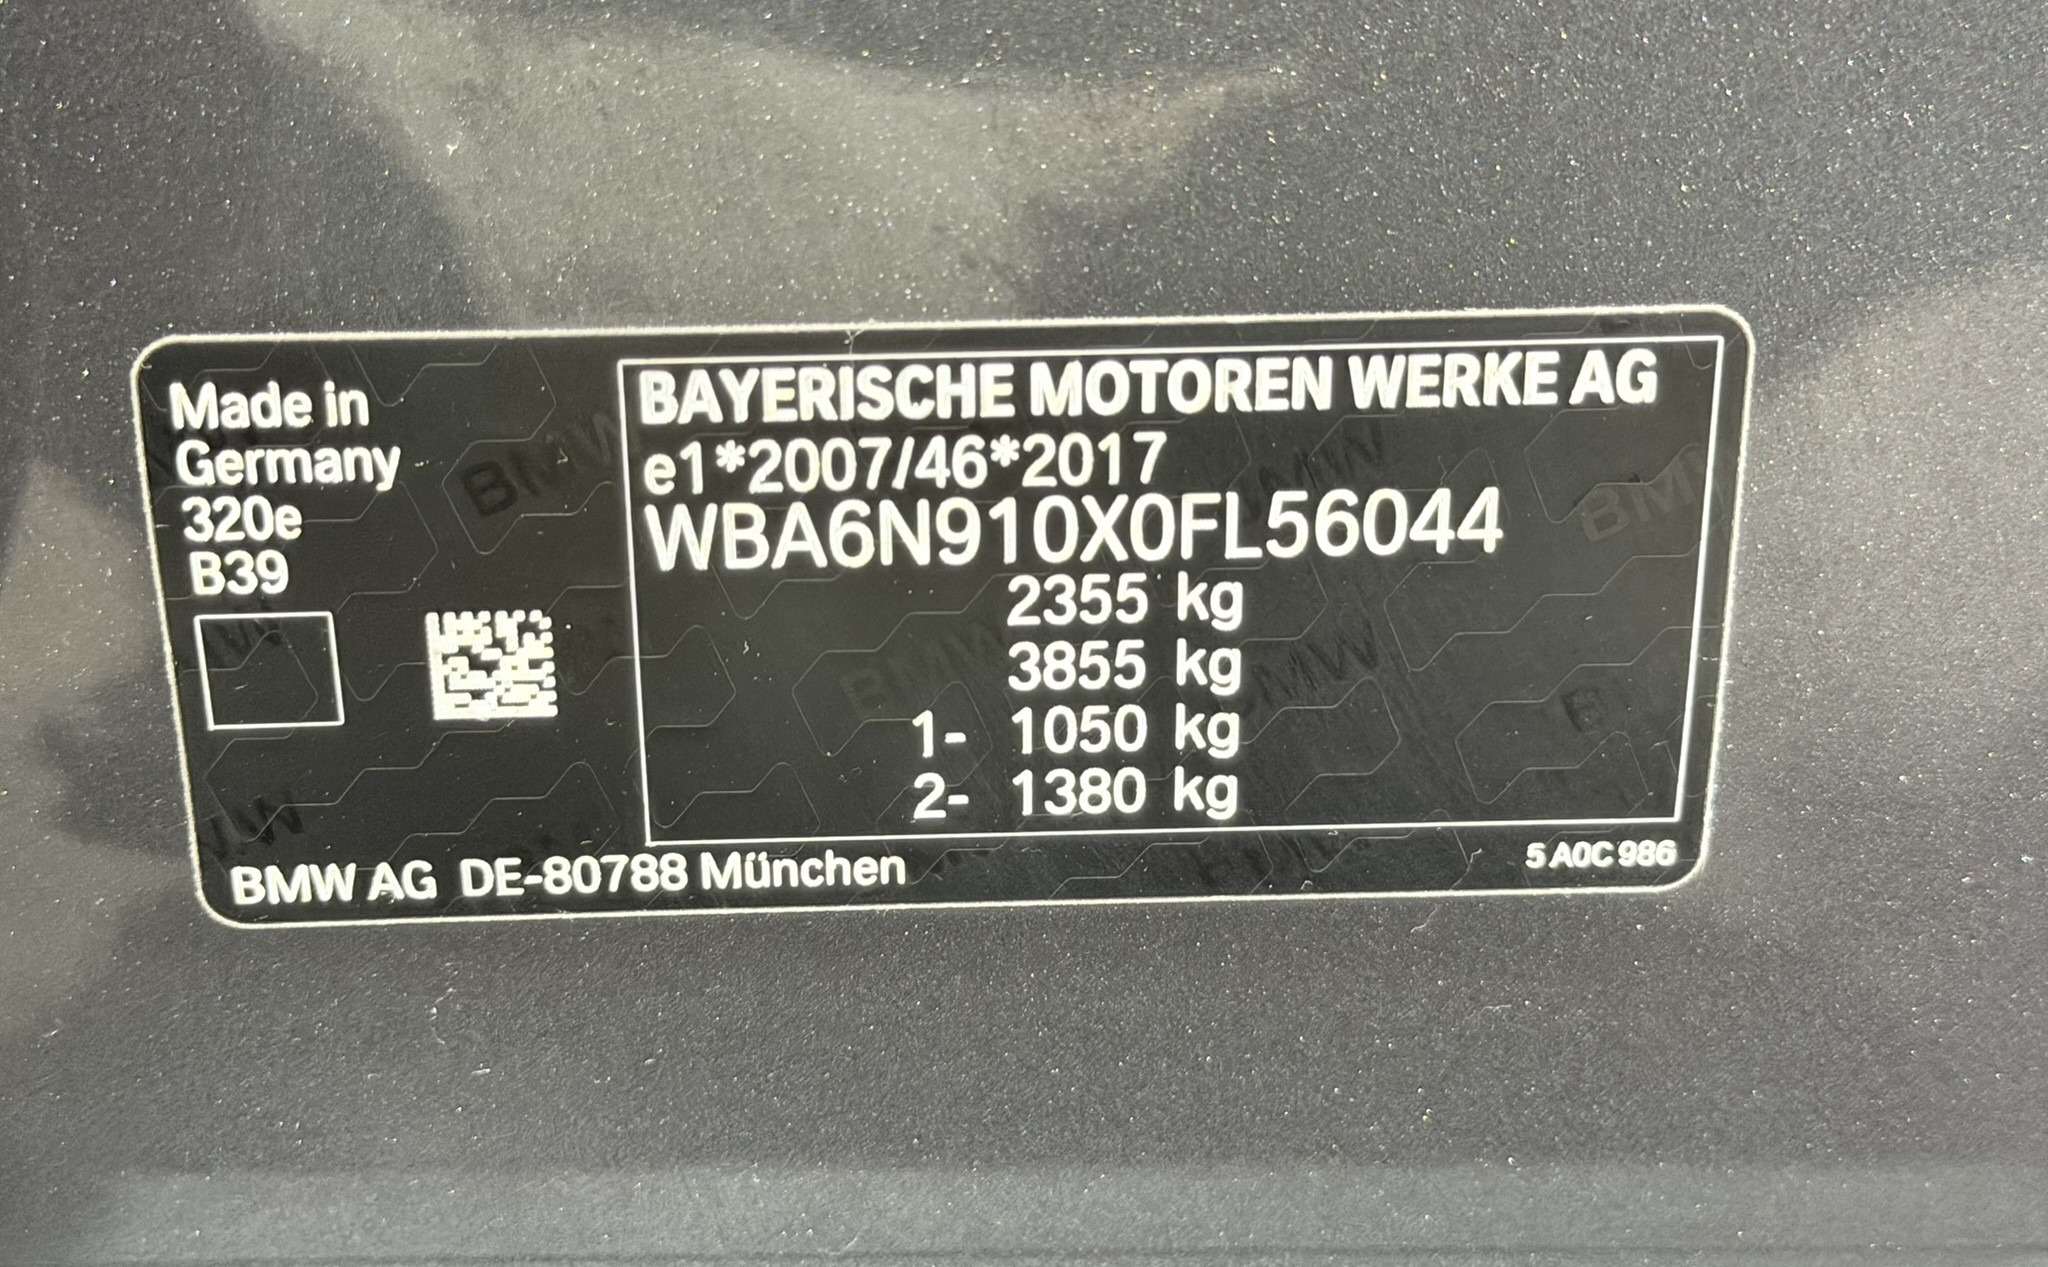 Made in
Germany
320e
B39
BAYERISCHE MOTOREN WERKE AG
e1*2007/46*2017
WBA6N910X0FL56044
2355 kg
3855 kg
1- 1050 kg
2- 1380 kg
BMW AG DE-80788 München
5 A0C 986